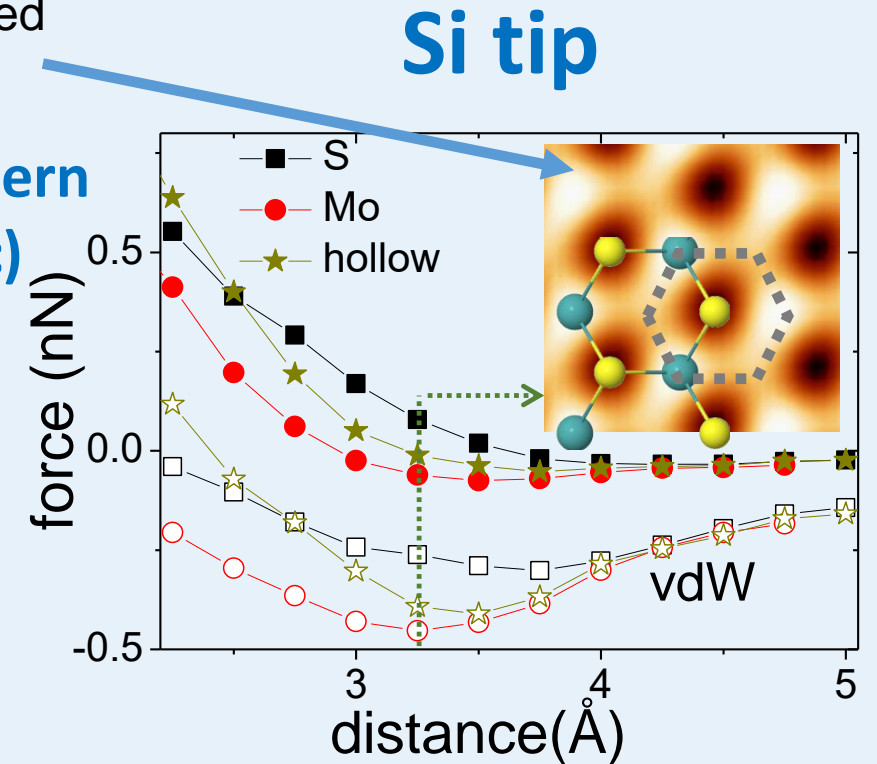 ed
Si tip
ern
t)
S
Mo
hollow
0.5
0.0
-0.5
force (nN)
vdW
3 4 5
distance(Å)